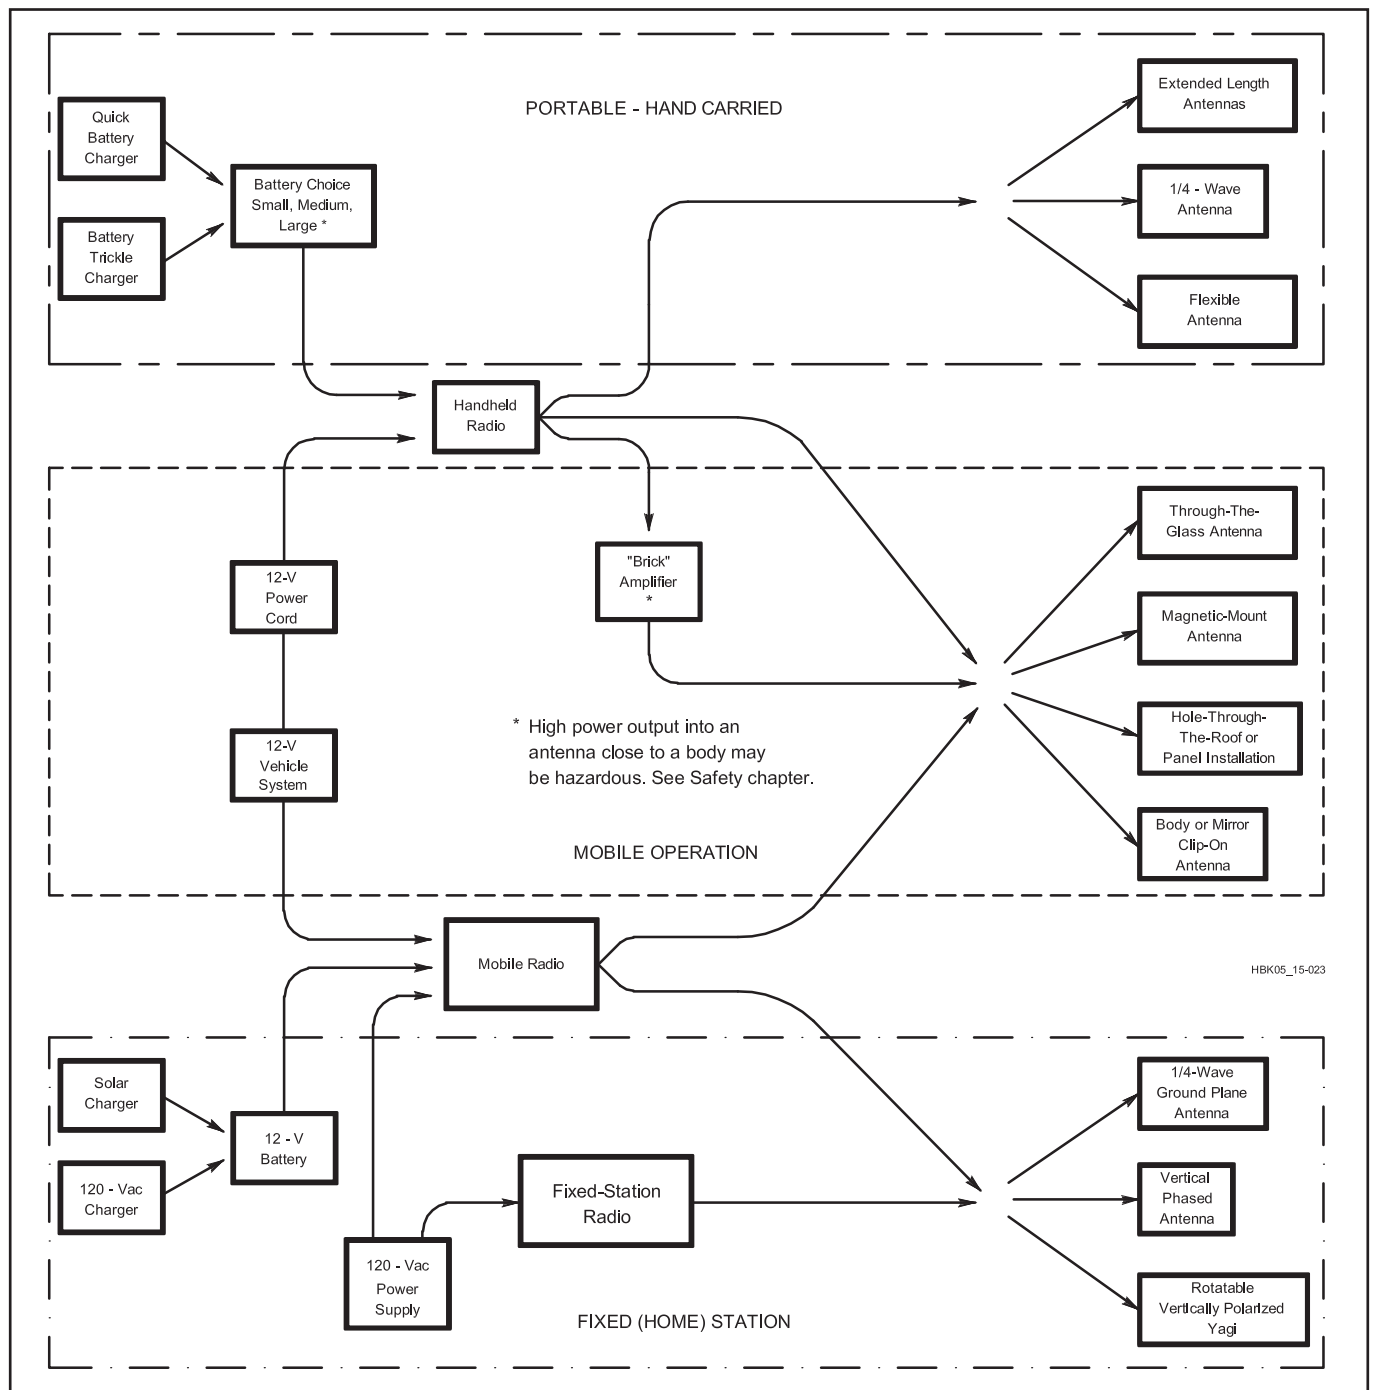 PORTABLE - HAND CARRIED
Quick
Battery
Charger
Battery
Trickle
Charger
Battery Choice
Small, Medium,
Large *
Extended Length
Antennas
1/4 - Wave
Antenna
Flexible
Antenna
Handheld
Radio
12-V
Power
Cord
12-V
Vehicle
System
"Brick"
Amplifier
*
* High power output into an
antenna close to a body may
be hazardous. See Safety chapter.
MOBILE OPERATION
Through-The-
Glass Antenna
Magnetic-Mount
Antenna
Hole-Through-
The-Roof or
Panel Installation
Body or Mirror
Clip-On
Antenna
Mobile Radio
HBK05_15-023
Solar
Charger
120 - Vac
Charger
12 - V
Battery
120 - Vac
Power
Supply
Fixed-Station
Radio
FIXED (HOME) STATION
1/4-Wave
Ground Plane
Antenna
Vertical
Phased
Antenna
Rotatable
Vertically Polarized
Yagi